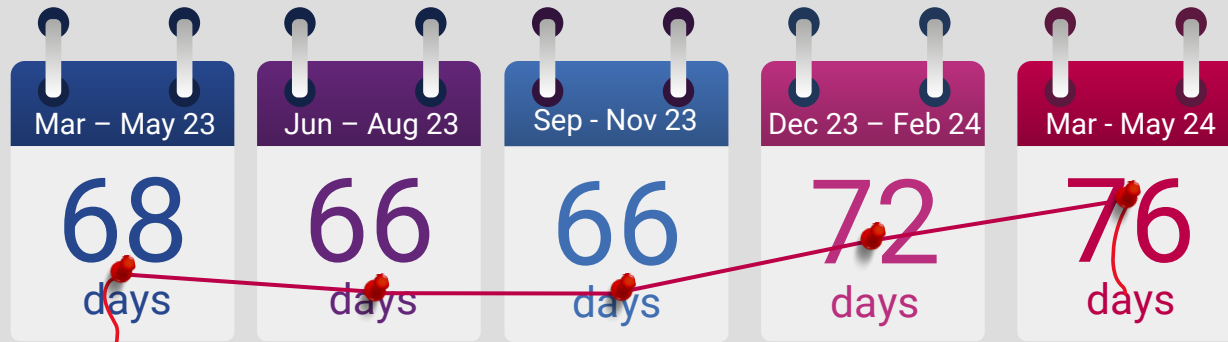 Mar – May 23
68
days
Jun – Aug 23
66
days
Sep - Nov 23
66
days
Dec 23 – Feb 24
72
days
Mar - May 24
76
days